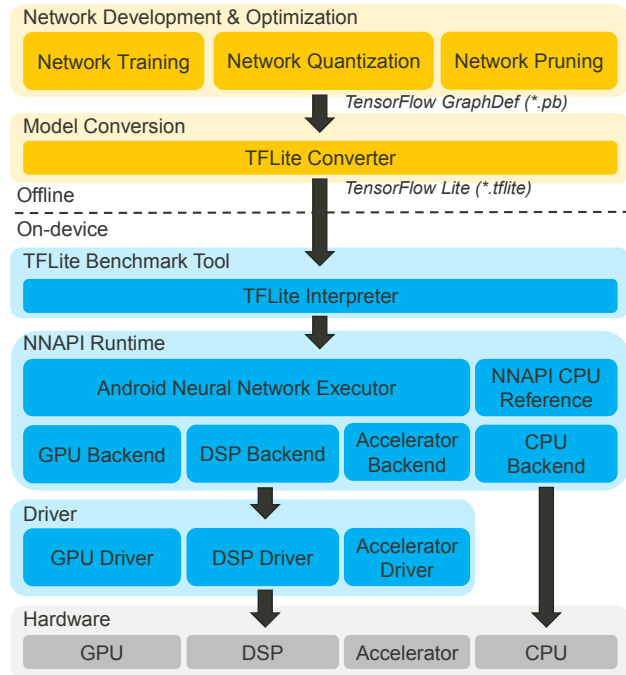 Network Development & Optimization
Network Training
Network Quantization
Network Pruning
TensorFlow GraphDef (*.pb)
Model Conversion
TFLite Converter
TensorFlow Lite (*.tflite)
Offline
On-device
TFLite Benchmark Tool
TFLite Interpreter
NNAPI Runtime
Android Neural Network Executor
NNAPI CPU
Reference
GPU Backend
DSP Backend
Accelerator
Backend
CPU
Backend
Driver
GPU Driver
DSP Driver
Accelerator
Driver
Hardware
GPU
DSP
Accelerator
CPU